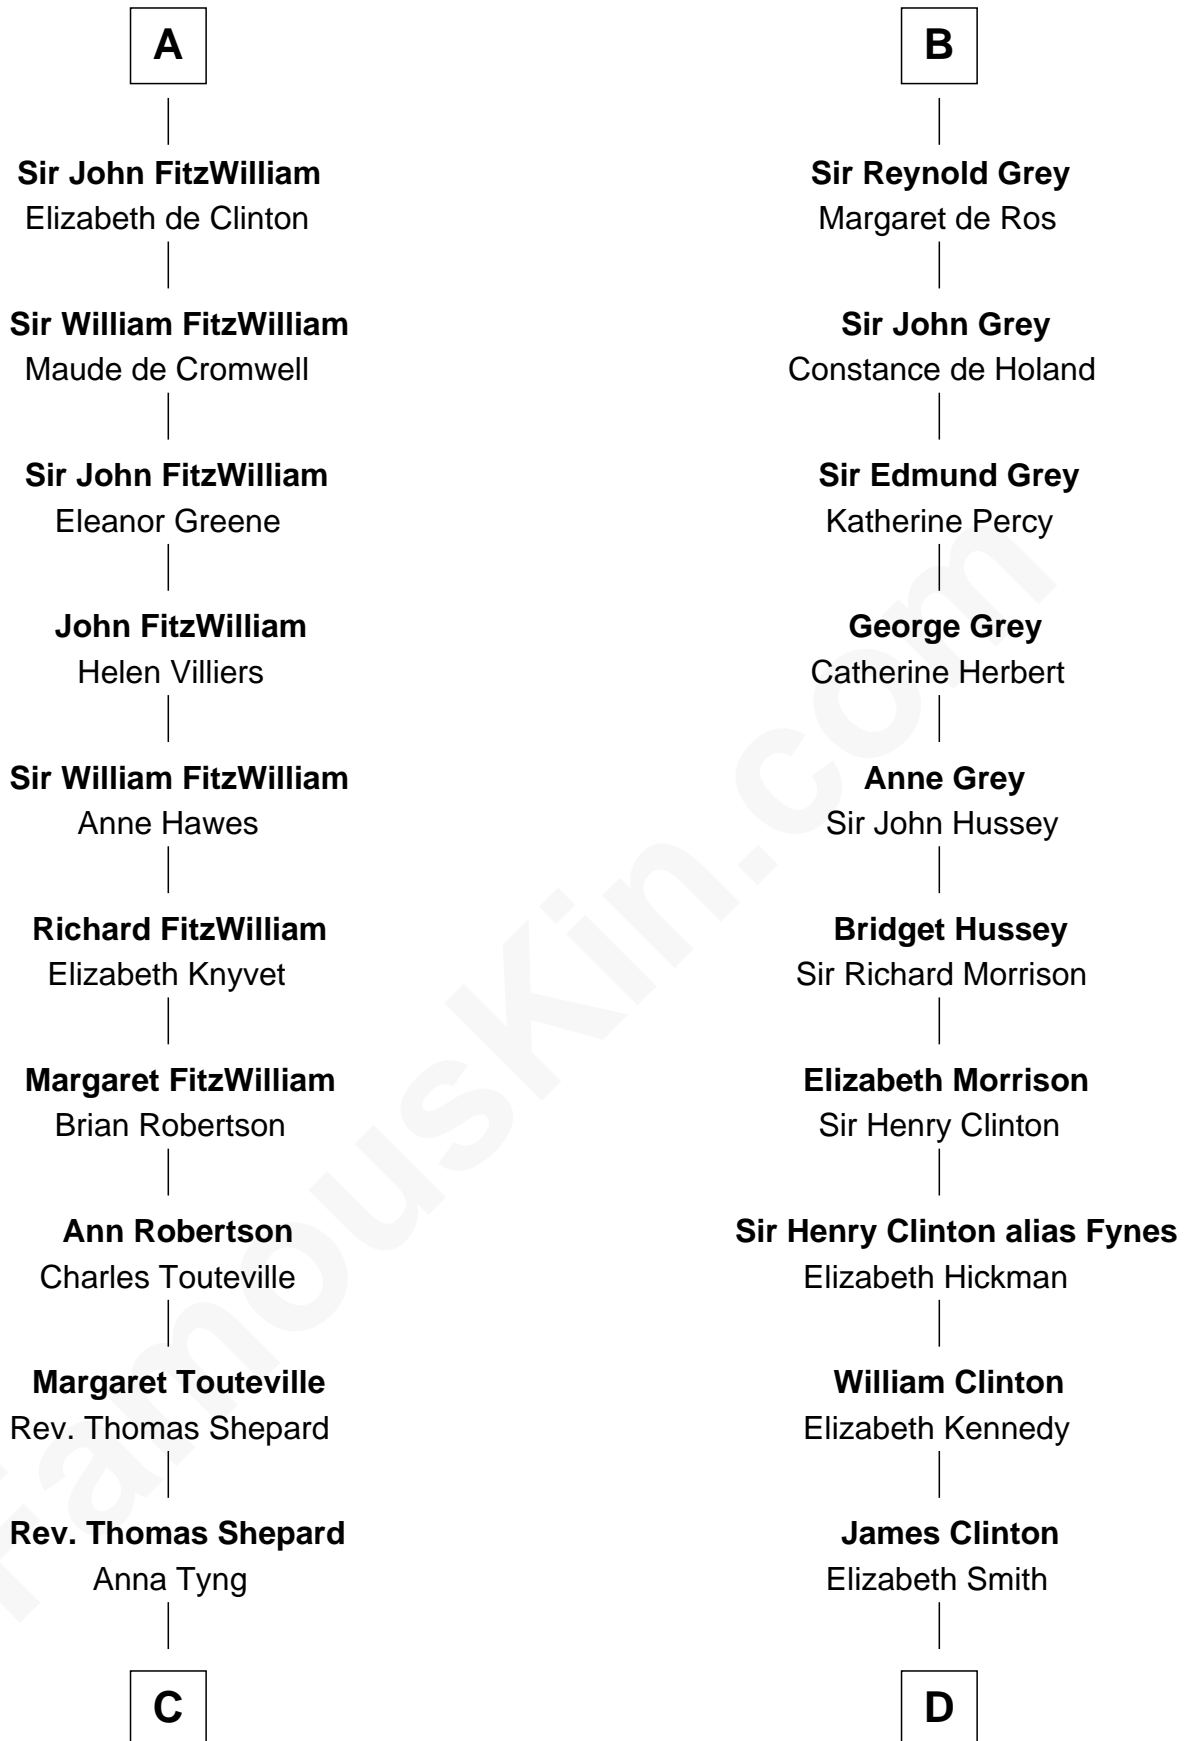 A
Sir John FitzWilliam
Elizabeth de Clinton
Sir William FitzWilliam
Maude de Cromwell
Sir John FitzWilliam
Eleanor Greene
John FitzWilliam
Helen Villiers
Sir William FitzWilliam
Anne Hawes
Richard FitzWilliam
Elizabeth Knyvet
Margaret FitzWilliam
Brian Robertson
Ann Robertson
Charles Touteville
Margaret Touteville
Rev. Thomas Shepard
Rev. Thomas Shepard
Anna Tyng
C
B
Sir Reynold Grey
Margaret de Ros
Sir John Grey
Constance de Holand
Sir Edmund Grey
Katherine Percy
George Grey
Catherine Herbert
Anne Grey
Sir John Hussey
Bridget Hussey
Sir Richard Morrison
Elizabeth Morrison
Sir Henry Clinton
Sir Henry Clinton alias Fynes
Elizabeth Hickman
William Clinton
Elizabeth Kennedy
James Clinton
Elizabeth Smith
D
FamousKin.com